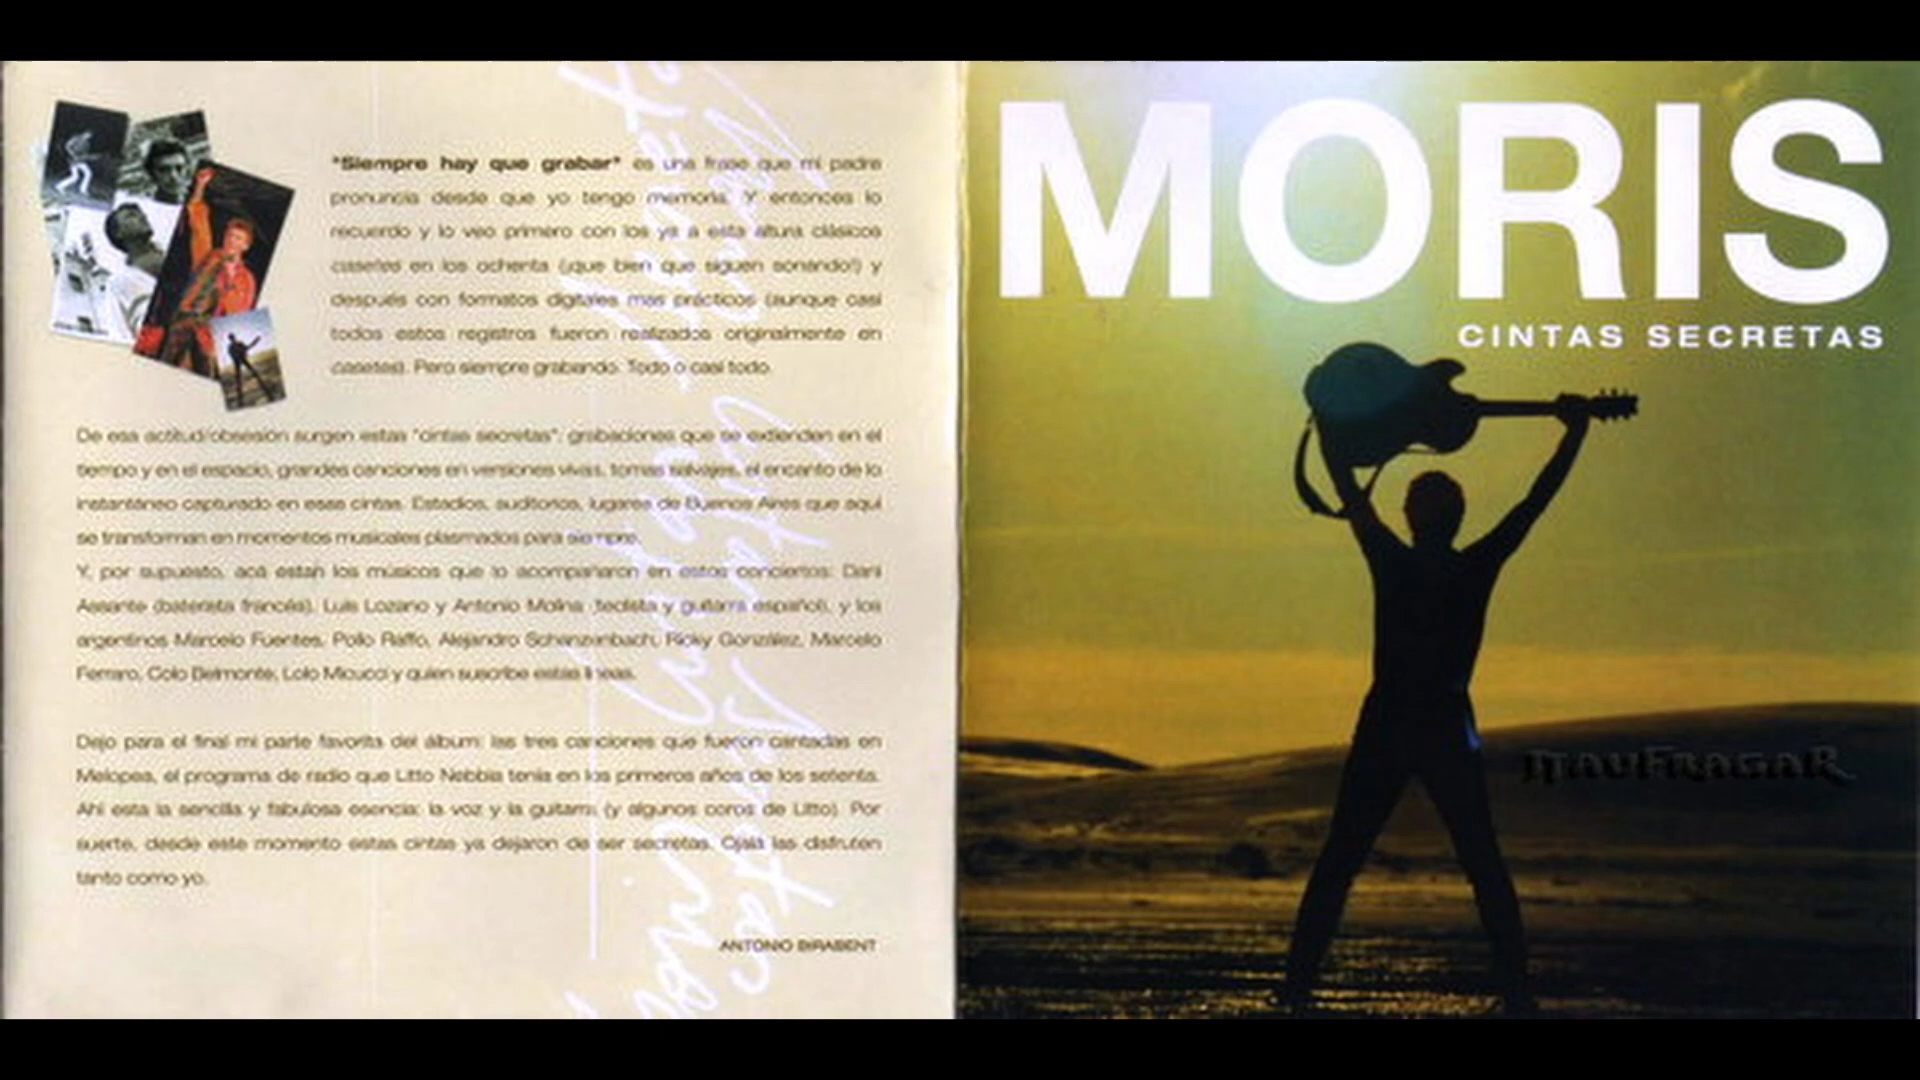 "Siempre hay que grabar" es una frase que mi padre
pronuncia desde que yo tengo memoria. Y entonces lo
recuerdo y lo veo primero con los ya a esta altura clásicos
casetes en los ochenta (¡que bien que siguen sonando!) y
después con formatos digitales mas prácticos (aunque casi
todos estos registros fueron realizados originalmente en
casetes). Pero siempre grabando. Todo o casi todo.
De esa actitud/obsesión surgen estas "cintas secretas": grabaciones que se extienden en el
tiempo y en el espacio, grandes canciones en versiones vivas, tomas salvajes, el encanto de lo
instantáneo capturado en esas cintas. Estadios, auditorios, lugares de Buenos Aires que aquí
se transforman en momentos musicales plasmados para siempre.
Y, por supuesto, acá están los músicos que lo acompañaron en estos conciertos: Dani
Assante (baterista francés), Luis Lozano y Antonio Molina (teclista y guitarra español), y los
argentinos Marcelo Fuentes, Pollo Raffo, Alejandro Schanzenbach, Ricky González, Marcelo
Ferraro, Colo Belmonte, Lolo Micucci y quien suscribe estas líneas.
Dejo para el final mi parte favorita del álbum: las tres canciones que fueron cantadas en
Melopea, el programa de radio que Litto Nebbia tenía en los primeros años de los setenta.
Ahí esta la sencilla y fabulosa esencia: la voz y la guitarra (y algunos coros de Litto). Por
suerte, desde este momento estas cintas ya dejaron de ser secretas. Ojalá las disfruten
tanto como yo.
ANTONIO BIRABENT
MORIS
CINTAS SECRETAS
NAUFRAGAR